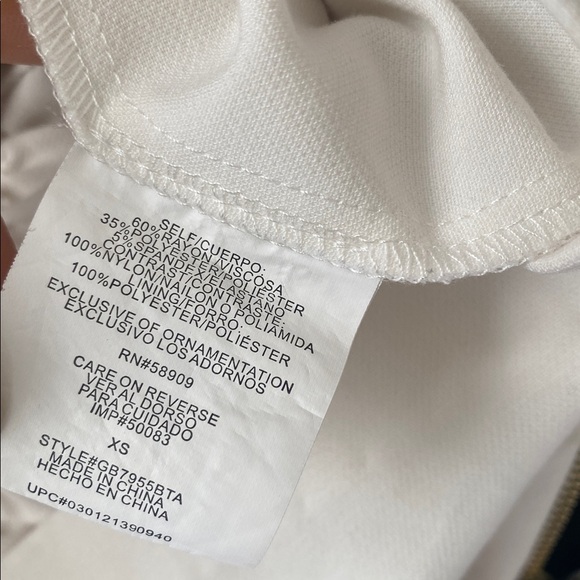 SELF/CUERPO:
60%RAYON/VISCOSA
35%POLYESTER/POLIESTER
5%SPANDEX/ELASTANO
CONTRAST/CONTRASTE:
100%NYLON/POLIAMIDA
LINING/FORRO:
100%POLYESTER/POLIÉSTER
EXCLUSIVE OF ORNAMENTATION
EXCLUSIVO LOS ADORNOS
RN#58909
CARE ON REVERSE
VER AL DORSO
PARA CUIDADO
IMP#50083
XS
STYLE#GB7955BTA
MADE IN CHINA
HECHO EN CHINA
UPC#030121390940